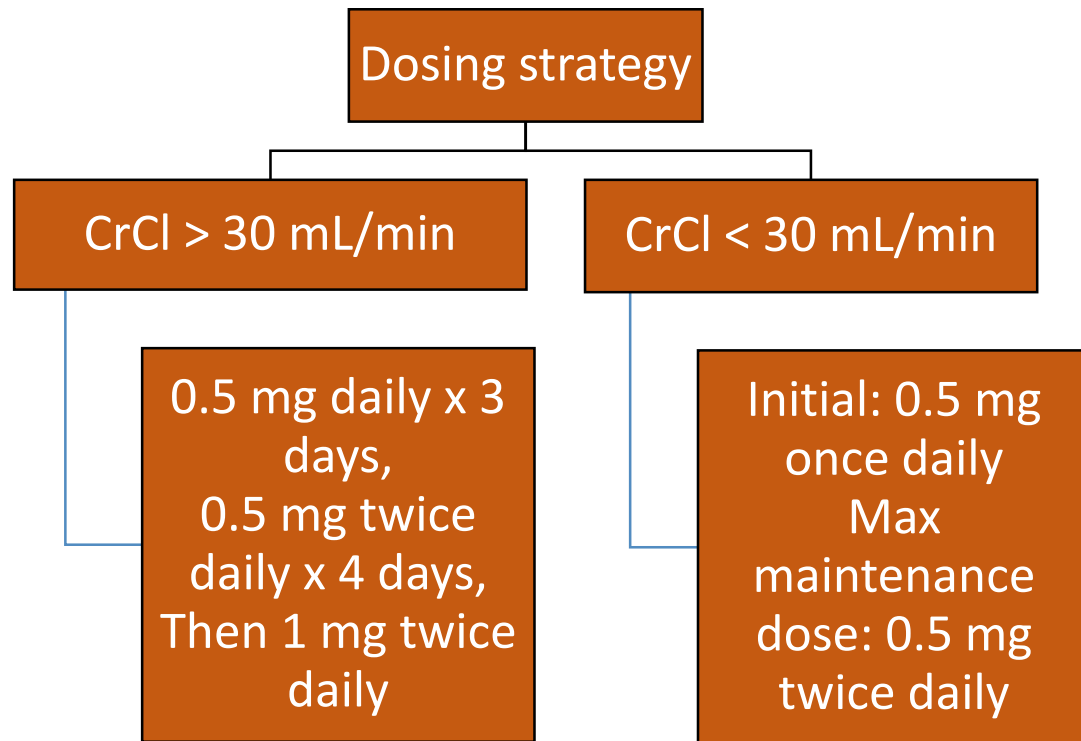 Dosing strategy
CrCl > 30 mL/min
CrCl < 30 mL/min
0.5 mg daily x 3
days,
0.5 mg twice
daily x 4 days,
Then 1 mg twice
daily
Initial: 0.5 mg
once daily
Max
maintenance
dose: 0.5 mg
twice daily